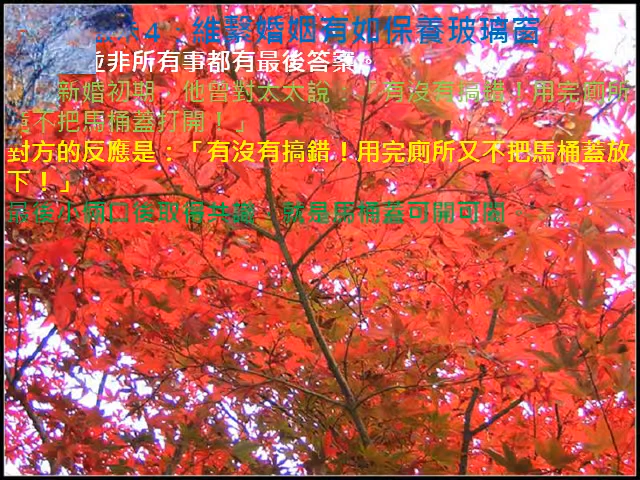 4：維繫婚姻有如保養玻璃窗
並非所有事都有最後答案。
新婚初期，他曾對太太說：「有沒有搞錯！用完廁所
不把馬桶蓋打開！」
對方的反應是：「有沒有搞錯！用完廁所又不把馬桶蓋放
下！」
最後小倆口後取得共識：就是馬桶蓋可開可關。